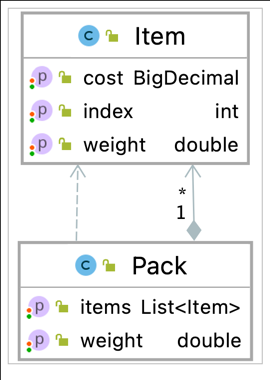 C Item
p cost BigDecimal
p index int
p weight double
*
1
C Pack
p items List<Item>
p weight double